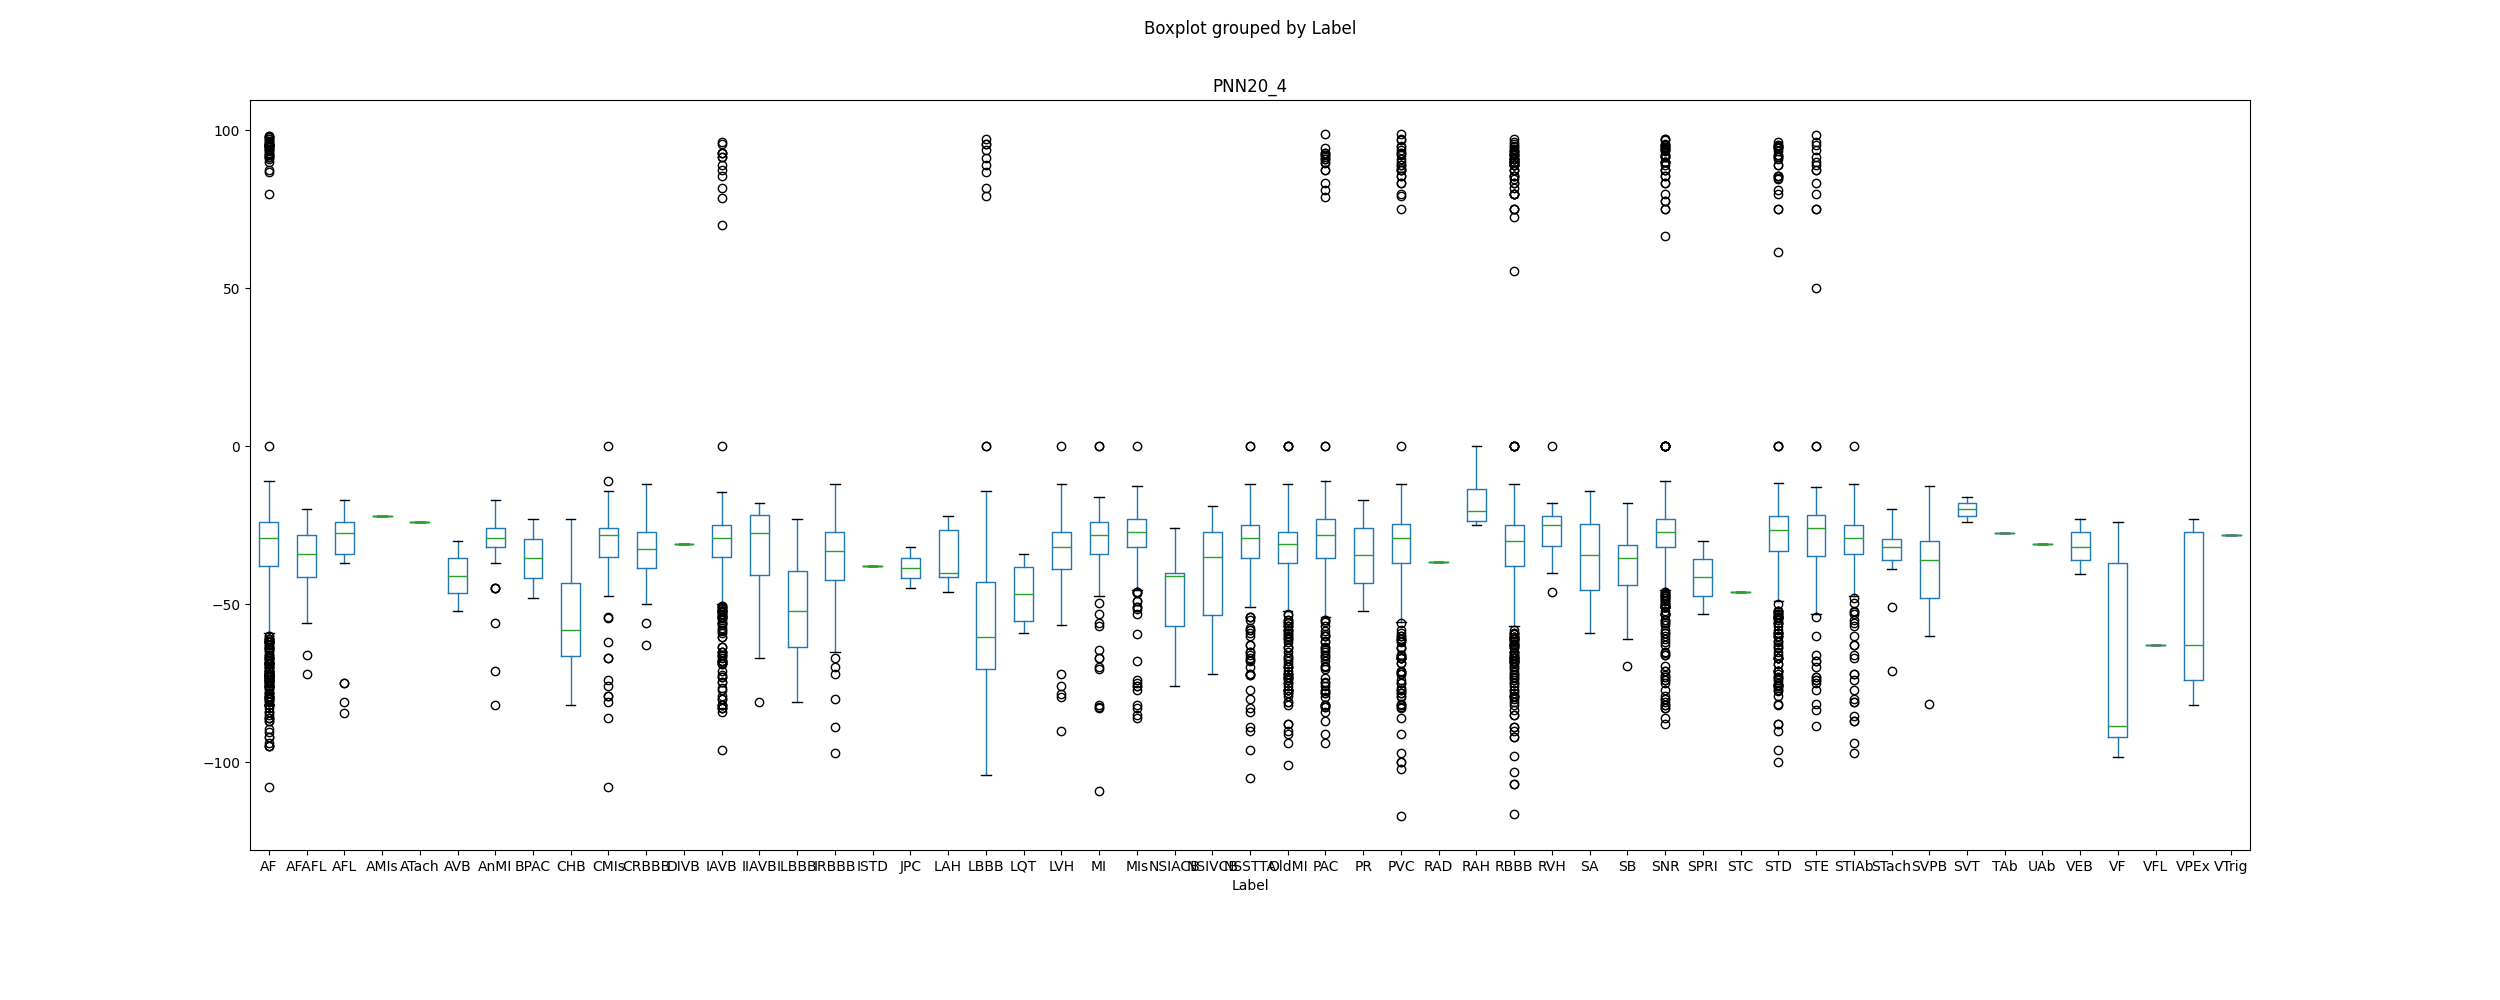 Boxplot grouped by Label
PNN20_4
100
50
0
−50
−100
AF AFAFL AFL AMIs ATach AVB AnMI BPAC CHB CMIs CRBBB DIVB IAVB IIAVB ILBBB IRBBB ISTD JPC LAH LBBB LQT LVH MI MIs NSIACB NSIVCB NSSTTA OldMI PAC PR PVC RAD RAH RBBB RVH SA SB SNR SPRI STC STD STE STIAb STach SVPB SVT TAb UAb VEB VF VFL VPEx VTrig
Label